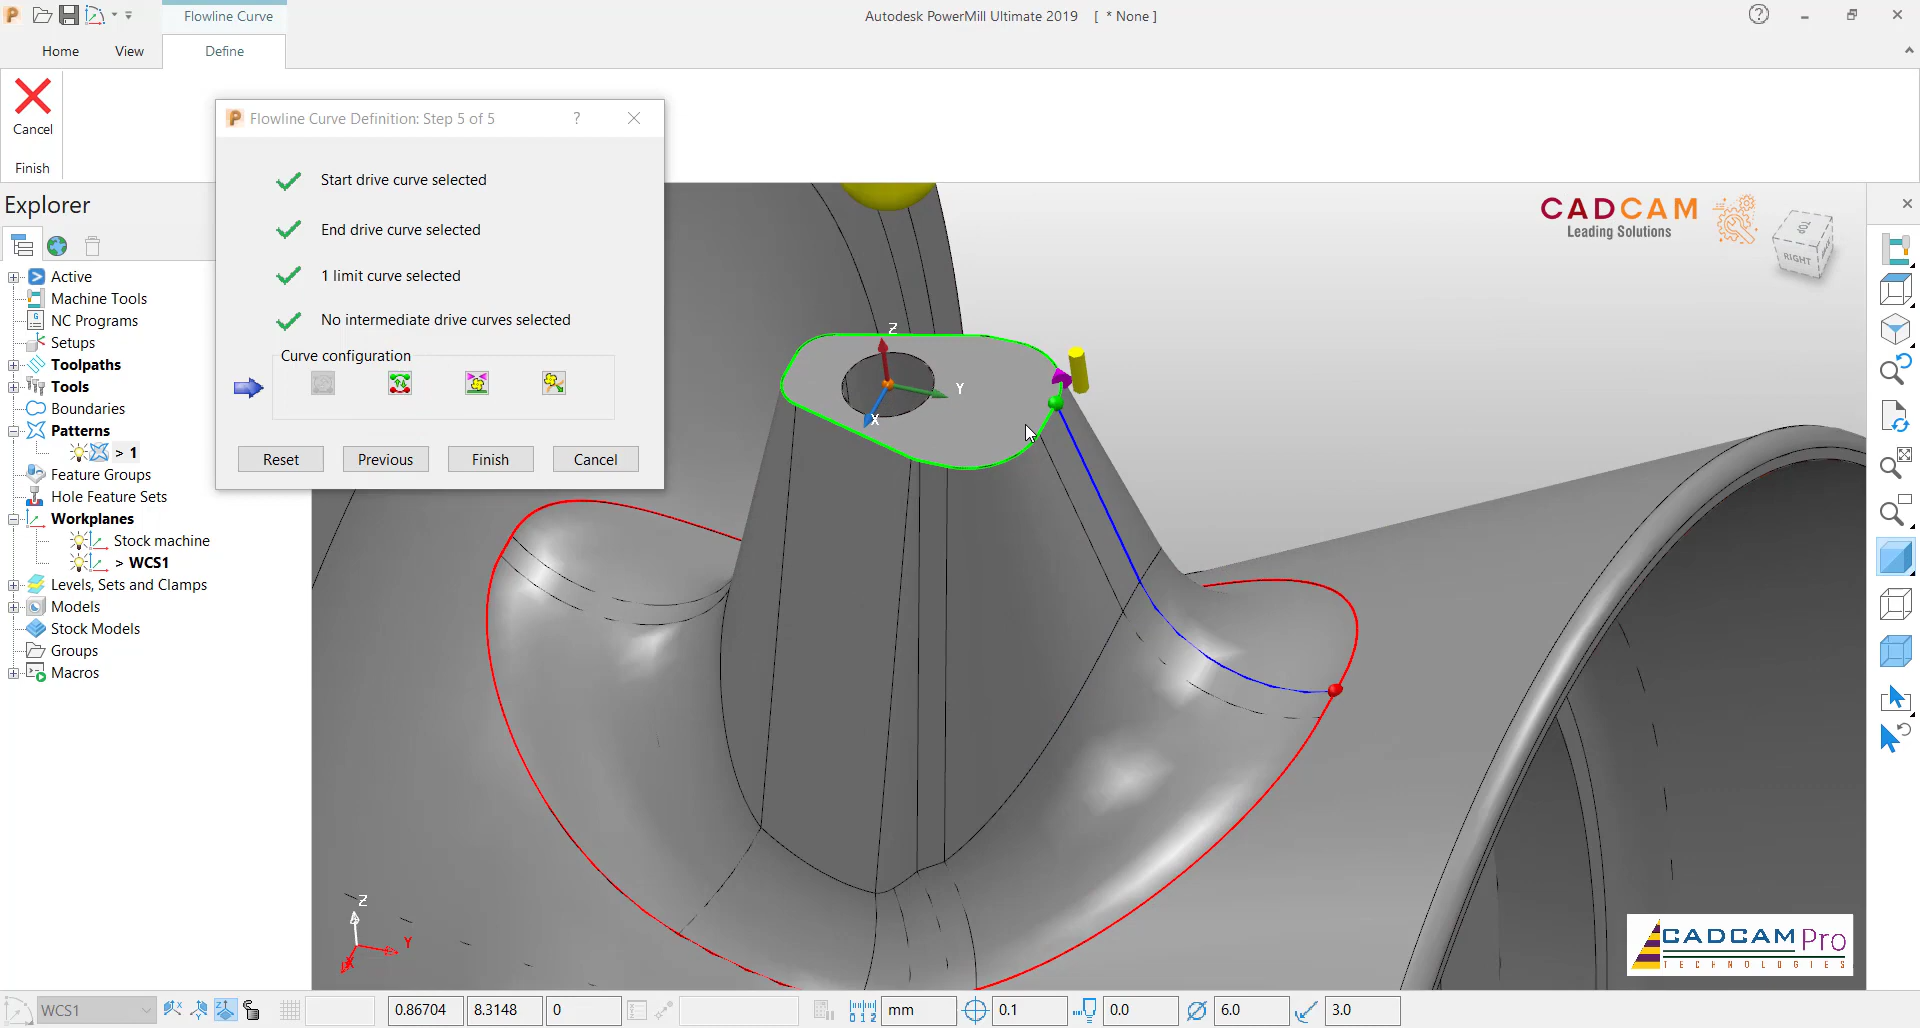 Flowline Curve
Autodesk PowerMill Ultimate 2019 [ * None ]
Home
View
Define
Cancel
Finish
Flowline Curve Definition: Step 5 of 5
?
Start drive curve selected
End drive curve selected
1 limit curve selected
No intermediate drive curves selected
Curve configuration
Reset
Previous
Finish
Cancel
Explorer
Active
Machine Tools
NC Programs
Setups
Toolpaths
Tools
Boundaries
Patterns
> 1
Feature Groups
Hole Feature Sets
Workplanes
Stock machine
> WCS1
Levels, Sets and Clamps
Models
Stock Models
Groups
Macros
CADCAM
Leading Solutions
TOP
RIGHT
Z
Y
X
Z
Y
X
CADCAM Pro
TECHNOLOGIES
WCS1
0.86704
8.3148
0
mm
0.1
0.0
6.0
3.0